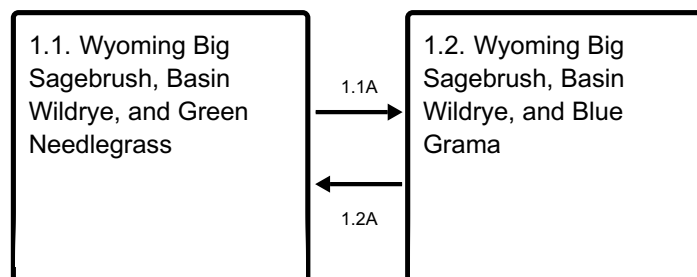 1.1. Wyoming Big
Sagebrush, Basin
Wildrye, and Green
Needlegrass
1.1A
1.2A
1.2. Wyoming Big
Sagebrush, Basin
Wildrye, and Blue
Grama